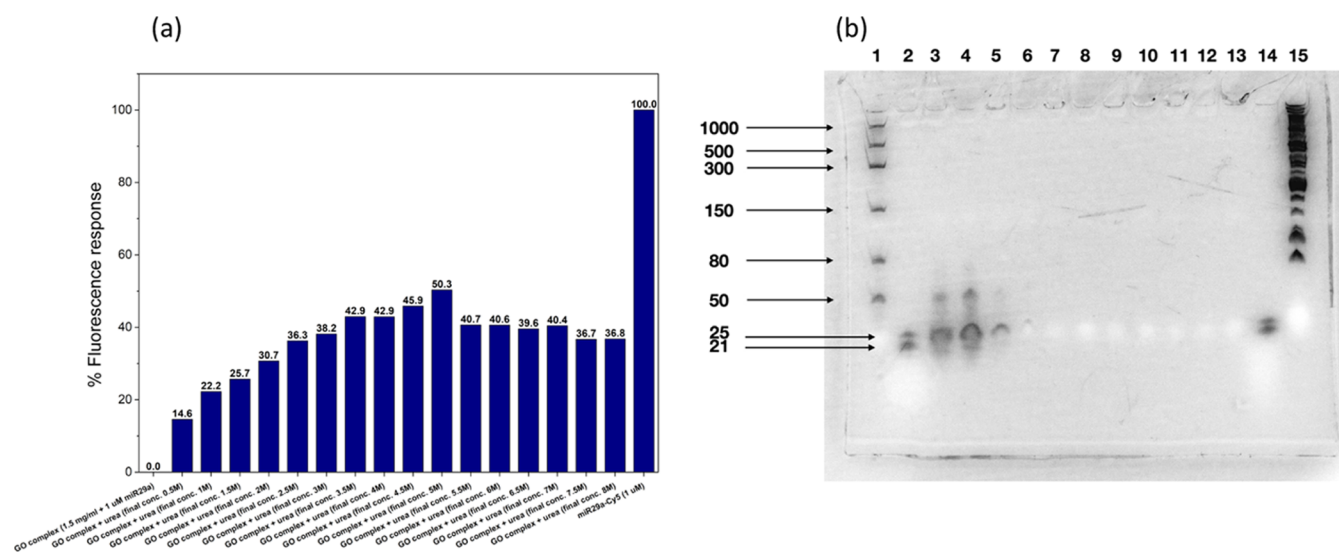 (a)
100
80
60
40
20
0
% Fluorescence response
0.0
14.6
22.2
25.7
30.7
36.3
38.2
42.9
42.9
45.9
50.3
40.7
40.6
39.6
40.4
36.7
36.8
100.0
GO complex (1.5 mg/ml + 1 uM miR29a)
GO complex + urea (final conc. 0.5M)
GO complex + urea (final conc. 1M)
GO complex + urea (final conc. 1.5M)
GO complex + urea (final conc. 2M)
GO complex + urea (final conc. 2.5M)
GO complex + urea (final conc. 3M)
GO complex + urea (final conc. 3.5M)
GO complex + urea (final conc. 4M)
GO complex + urea (final conc. 4.5M)
GO complex + urea (final conc. 5M)
GO complex + urea (final conc. 5.5M)
GO complex + urea (final conc. 6M)
GO complex + urea (final conc. 6.5M)
GO complex + urea (final conc. 7M)
GO complex + urea (final conc. 7.5M)
GO complex + urea (final conc. 8M)
miR29a-Cy5 (1 uM)
(b)
1 2 3 4 5 6 7 8 9 10 11 12 13 14 15
1000
500
300
150
80
50
25
21